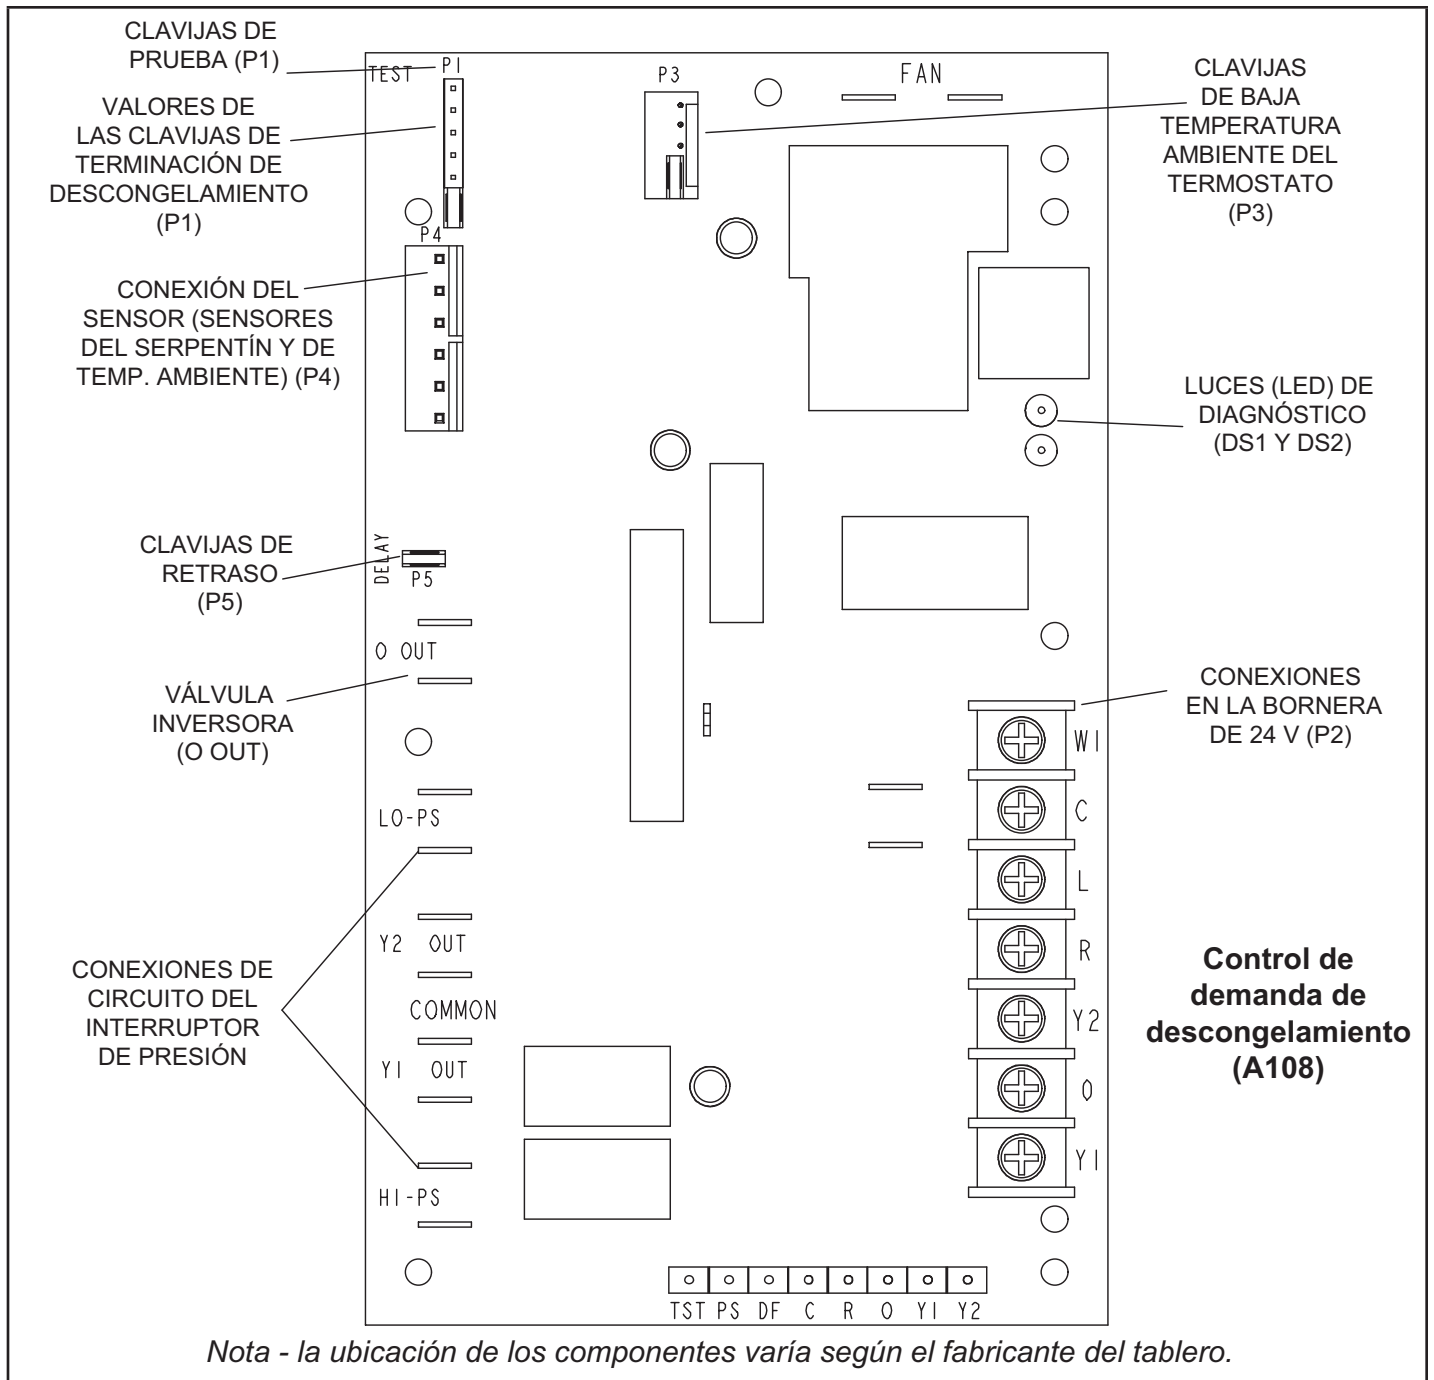 CLAVIJAS DE
PRUEBA (P1)
VALORES DE
LAS CLAVIJAS DE
TERMINACIÓN DE
DESCONGELAMIENTO
(P1)
CONEXIÓN DEL
SENSOR (SENSORES
DEL SERPENTÍN Y DE
TEMP. AMBIENTE) (P4)
CLAVIJAS DE
RETRASO
(P5)
VÁLVULA
INVERSORA
(O OUT)
CONEXIONES DE
CIRCUITO DEL
INTERRUPTOR
DE PRESIÓN
TEST P1
P3
FAN
P4
DELAY
P5
O OUT
LO-PS
Y2 OUT
COMMON
Y1 OUT
HI-PS
W1
C
L
R
Y2
O
Y1
TST PS DF C R O Y1 Y2
CLAVIJAS
DE BAJA
TEMPERATURA
AMBIENTE DEL
TERMOSTATO
(P3)
LUCES (LED) DE
DIAGNÓSTICO
(DS1 Y DS2)
CONEXIONES
EN LA BORNERA
DE 24 V (P2)
Control de
demanda de
descongelamiento
(A108)
Nota - la ubicación de los componentes varía según el fabricante del tablero.